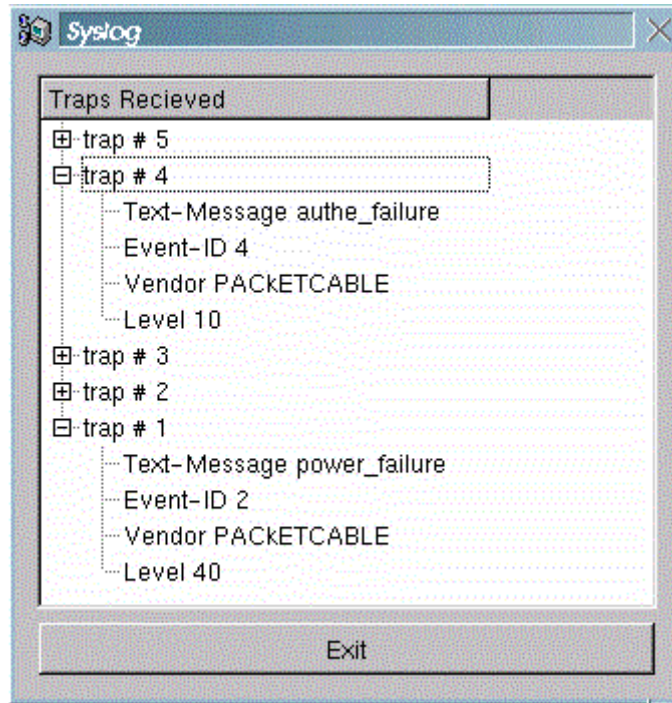 Syslog
Traps Recieved
trap # 5
trap # 4
Text-Message authe_failure
Event-ID 4
Vendor PACkETCABLE
Level 10
trap # 3
trap # 2
trap # 1
Text-Message power_failure
Event-ID 2
Vendor PACkETCABLE
Level 40
Exit